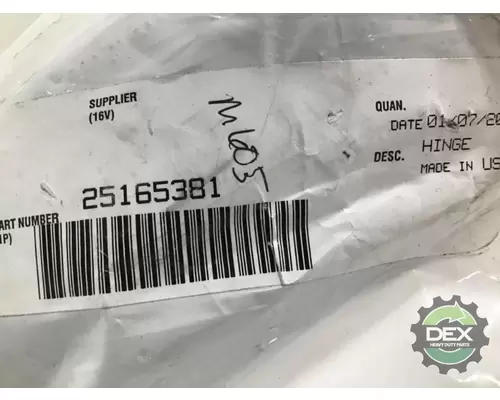 SUPPLIER
(16V)
M605
QUAN.
DATE 01/07/20
HINGE
DESC.
MADE IN US
25165381
ART NUMBER
1P)
DEX
HEAVY DUTY PARTS